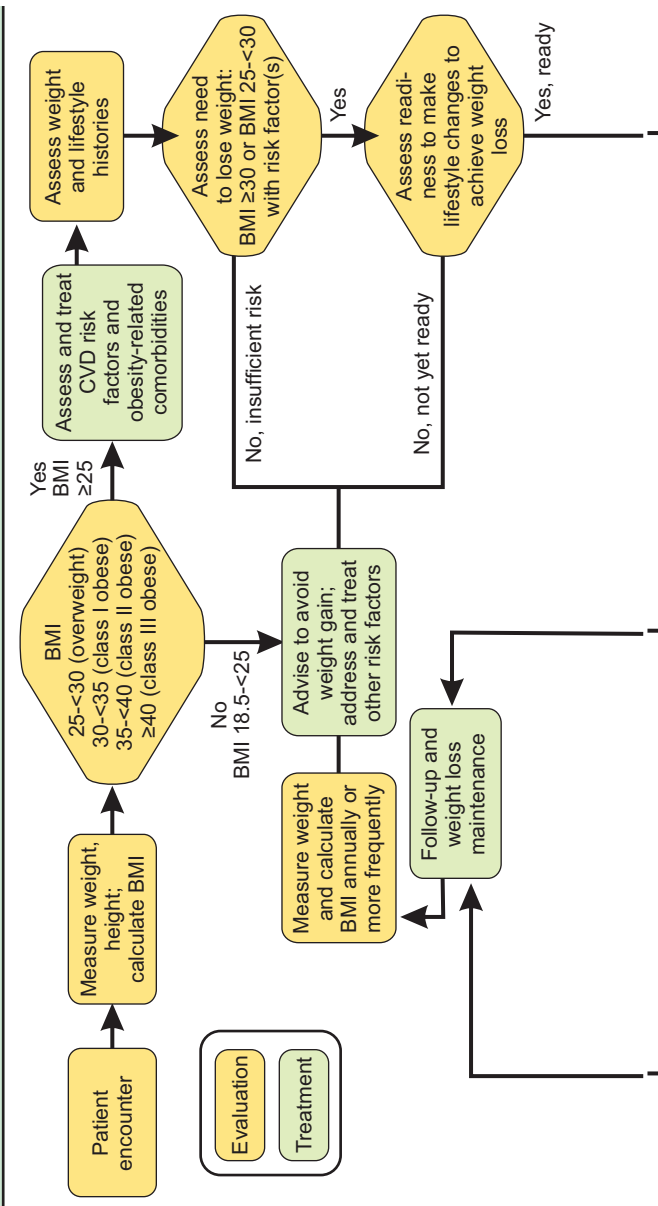 Patient
encounter
Measure weight,
height;
calculate BMI
BMI
25-<30 (overweight)
30-<35 (class I obese)
35-<40 (class II obese)
≥40 (class III obese)
Yes
BMI
≥25
Assess and treat
CVD risk
factors and
obesity-related
comorbidities
Assess weight
and lifestyle
histories
Assess need
to lose weight:
BMI ≥30 or BMI 25-<30
with risk factor(s)
Yes
No, insufficient risk
Assess readi-
ness to make
lifestyle changes to
achieve weight
loss
Yes, ready
No, not yet ready
No
BMI 18.5-<25
Advise to avoid
weight gain;
address and treat
other risk factors
Measure weight
and calculate
BMI annually or
more frequently
Follow-up and
weight loss
maintenance
Evaluation
Treatment